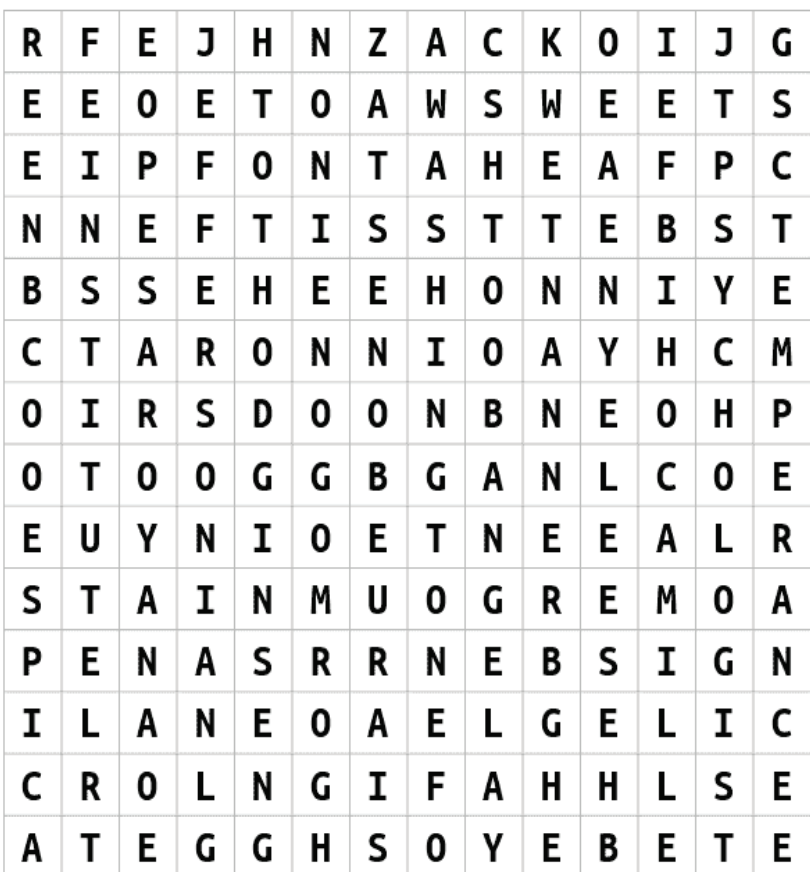 R F E J H N Z A C K O I J G
E E O E T O A W S W E E T S
E I P F O N T A H E A F P C
N N E F T I S S T T E B S T
B S S E H E E H O N N I Y E
C T A R O N N I O A Y H C M
O I R S D O O N B N E O H P
O T O O G G B G A N L C O E
E U Y N I O E T N E E A L R
S T A I N M U O G R E M O A
P E N A S R R N E B S I G N
I L A N E O A E L G E L I C
C R O L N G I F A H H L S E
A T E G G H S O Y E B E T E